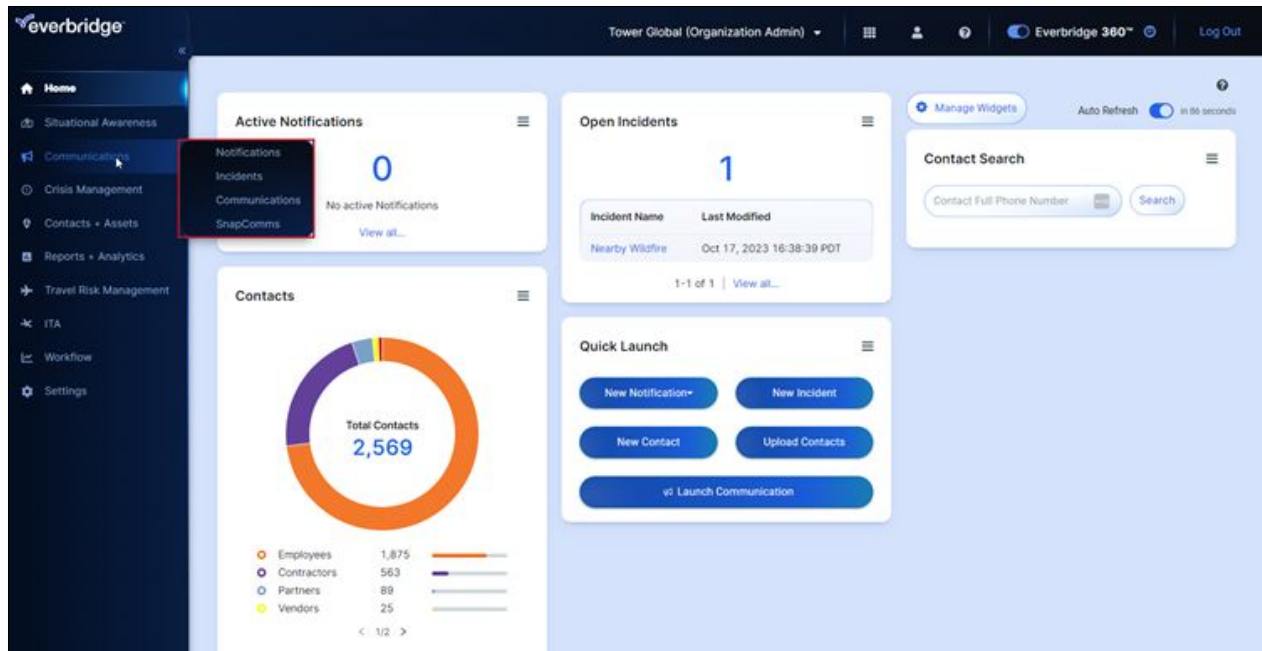 everbridge
Tower Global (Organization Admin)
Everbridge 360™
Log Out
Home
Situational Awareness
Communications
Crisis Management
Contacts + Assets
Reports + Analytics
Travel Risk Management
ITA
Workflow
Settings
Notifications
Incidents
Communications
SnapComms
Active Notifications
0
No active Notifications
View all...
Contacts
Total Contacts
2,569
Employees 1,875
Contractors 563
Partners 89
Vendors 25
< 1/2 >
Open Incidents
1
Incident Name Last Modified
Nearby Wildfire Oct 17, 2023 16:38:39 PDT
1-1 of 1 | View all...
Quick Launch
New Notification
New Incident
New Contact
Upload Contacts
Launch Communication
Manage Widgets
Auto Refresh
in 86 seconds
Contact Search
Contact Full Phone Number
Search